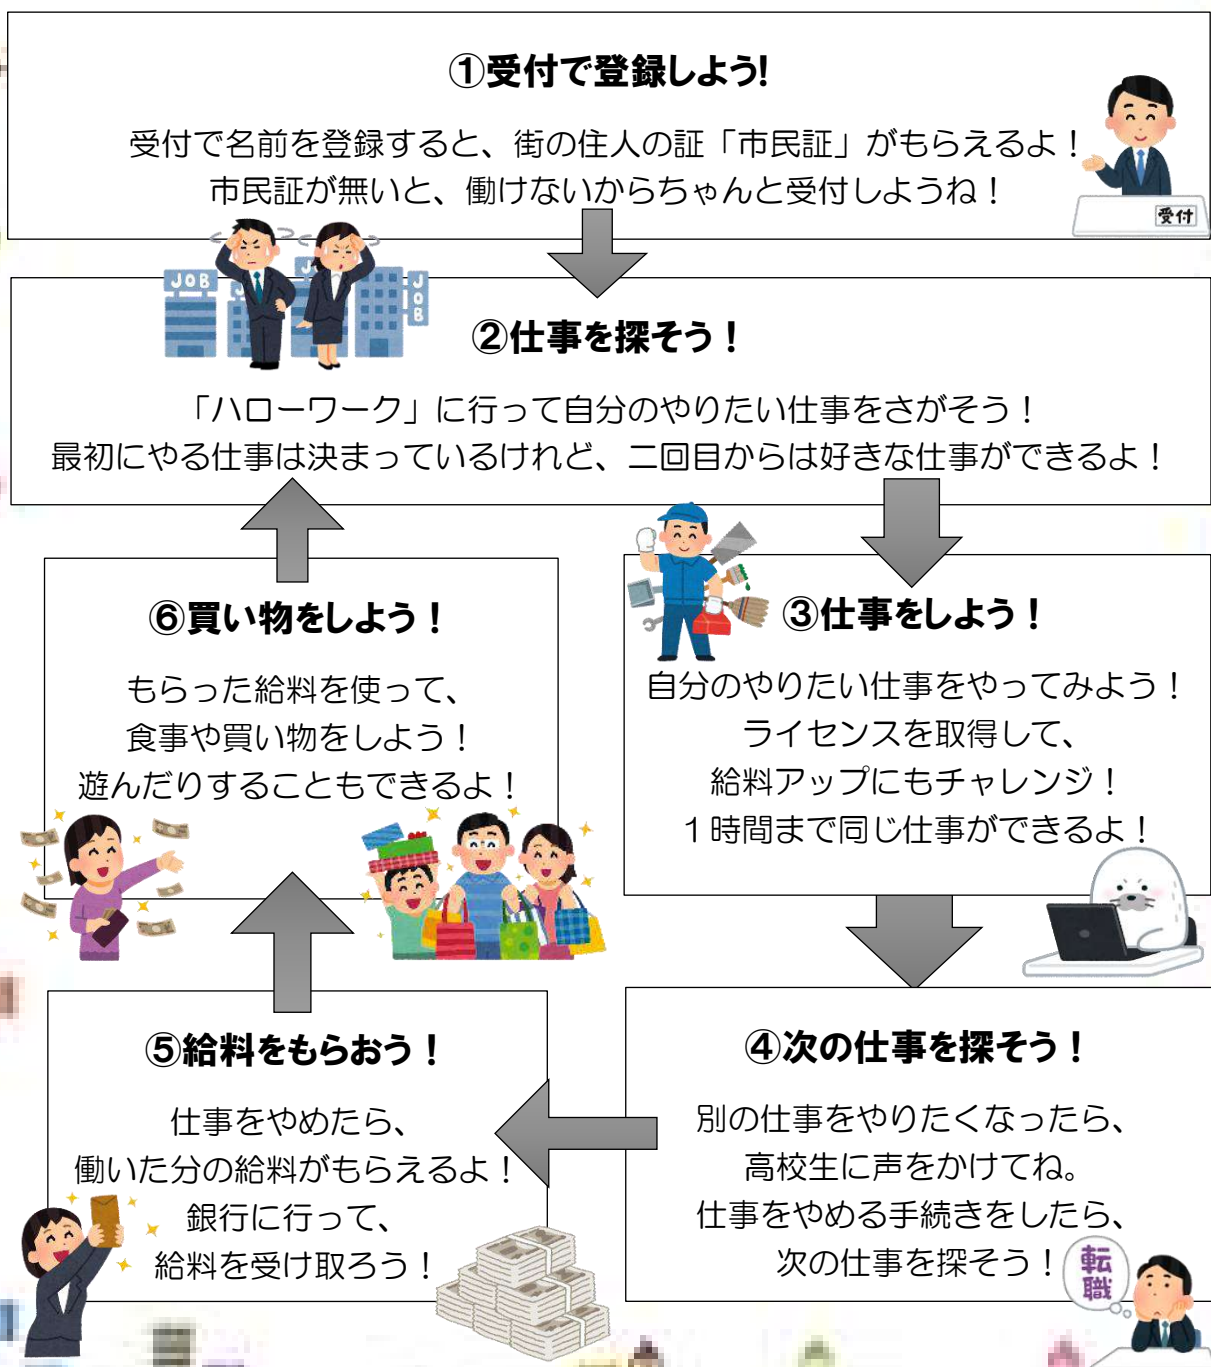 ①受付で登録しよう!
受付で名前を登録すると、街の住人の証「市民証」がもらえるよ！
市民証が無いと、働けないからちゃんと受付しようね！
受付
JOB
JOB
②仕事を探そう！
「ハローワーク」に行って自分のやりたい仕事をさがそう！
最初にやる仕事は決まっているけれど、二回目からは好きな仕事ができるよ！
③仕事をしよう！
自分のやりたい仕事をやってみよう！
ライセンスを取得して、
給料アップにもチャレンジ！
１時間まで同じ仕事ができるよ！
④次の仕事を探そう！
別の仕事をやりたくなったら、
高校生に声をかけてね。
仕事をやめる手続きをしたら、
次の仕事を探そう！
転職
⑤給料をもらおう！
仕事をやめたら、
働いた分の給料がもらえるよ！
銀行に行って、
給料を受け取ろう！
⑥買い物をしよう！
もらった給料を使って、
食事や買い物をしよう！
遊んだりすることもできるよ！